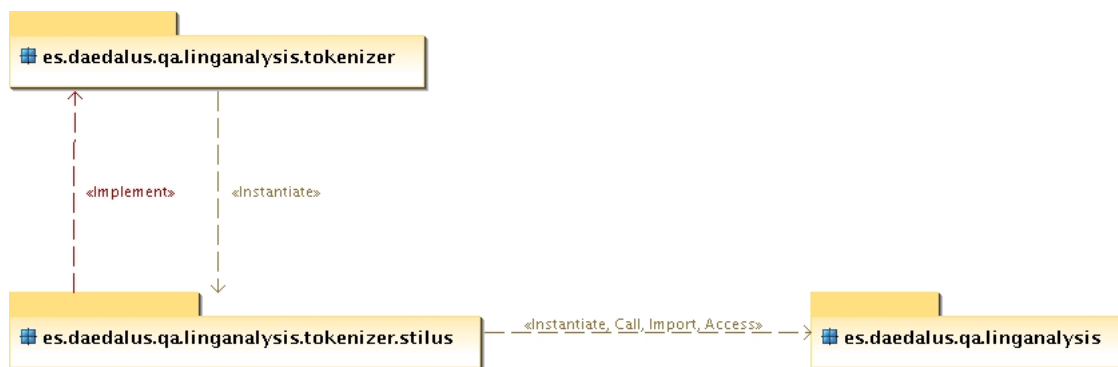 es.daedalus.qa.linganalysis.tokenizer
«Implement»
«Instantiate»
es.daedalus.qa.linganalysis.tokenizer.stilus
«Instantiate, Call, Import, Access»
es.daedalus.qa.linganalysis